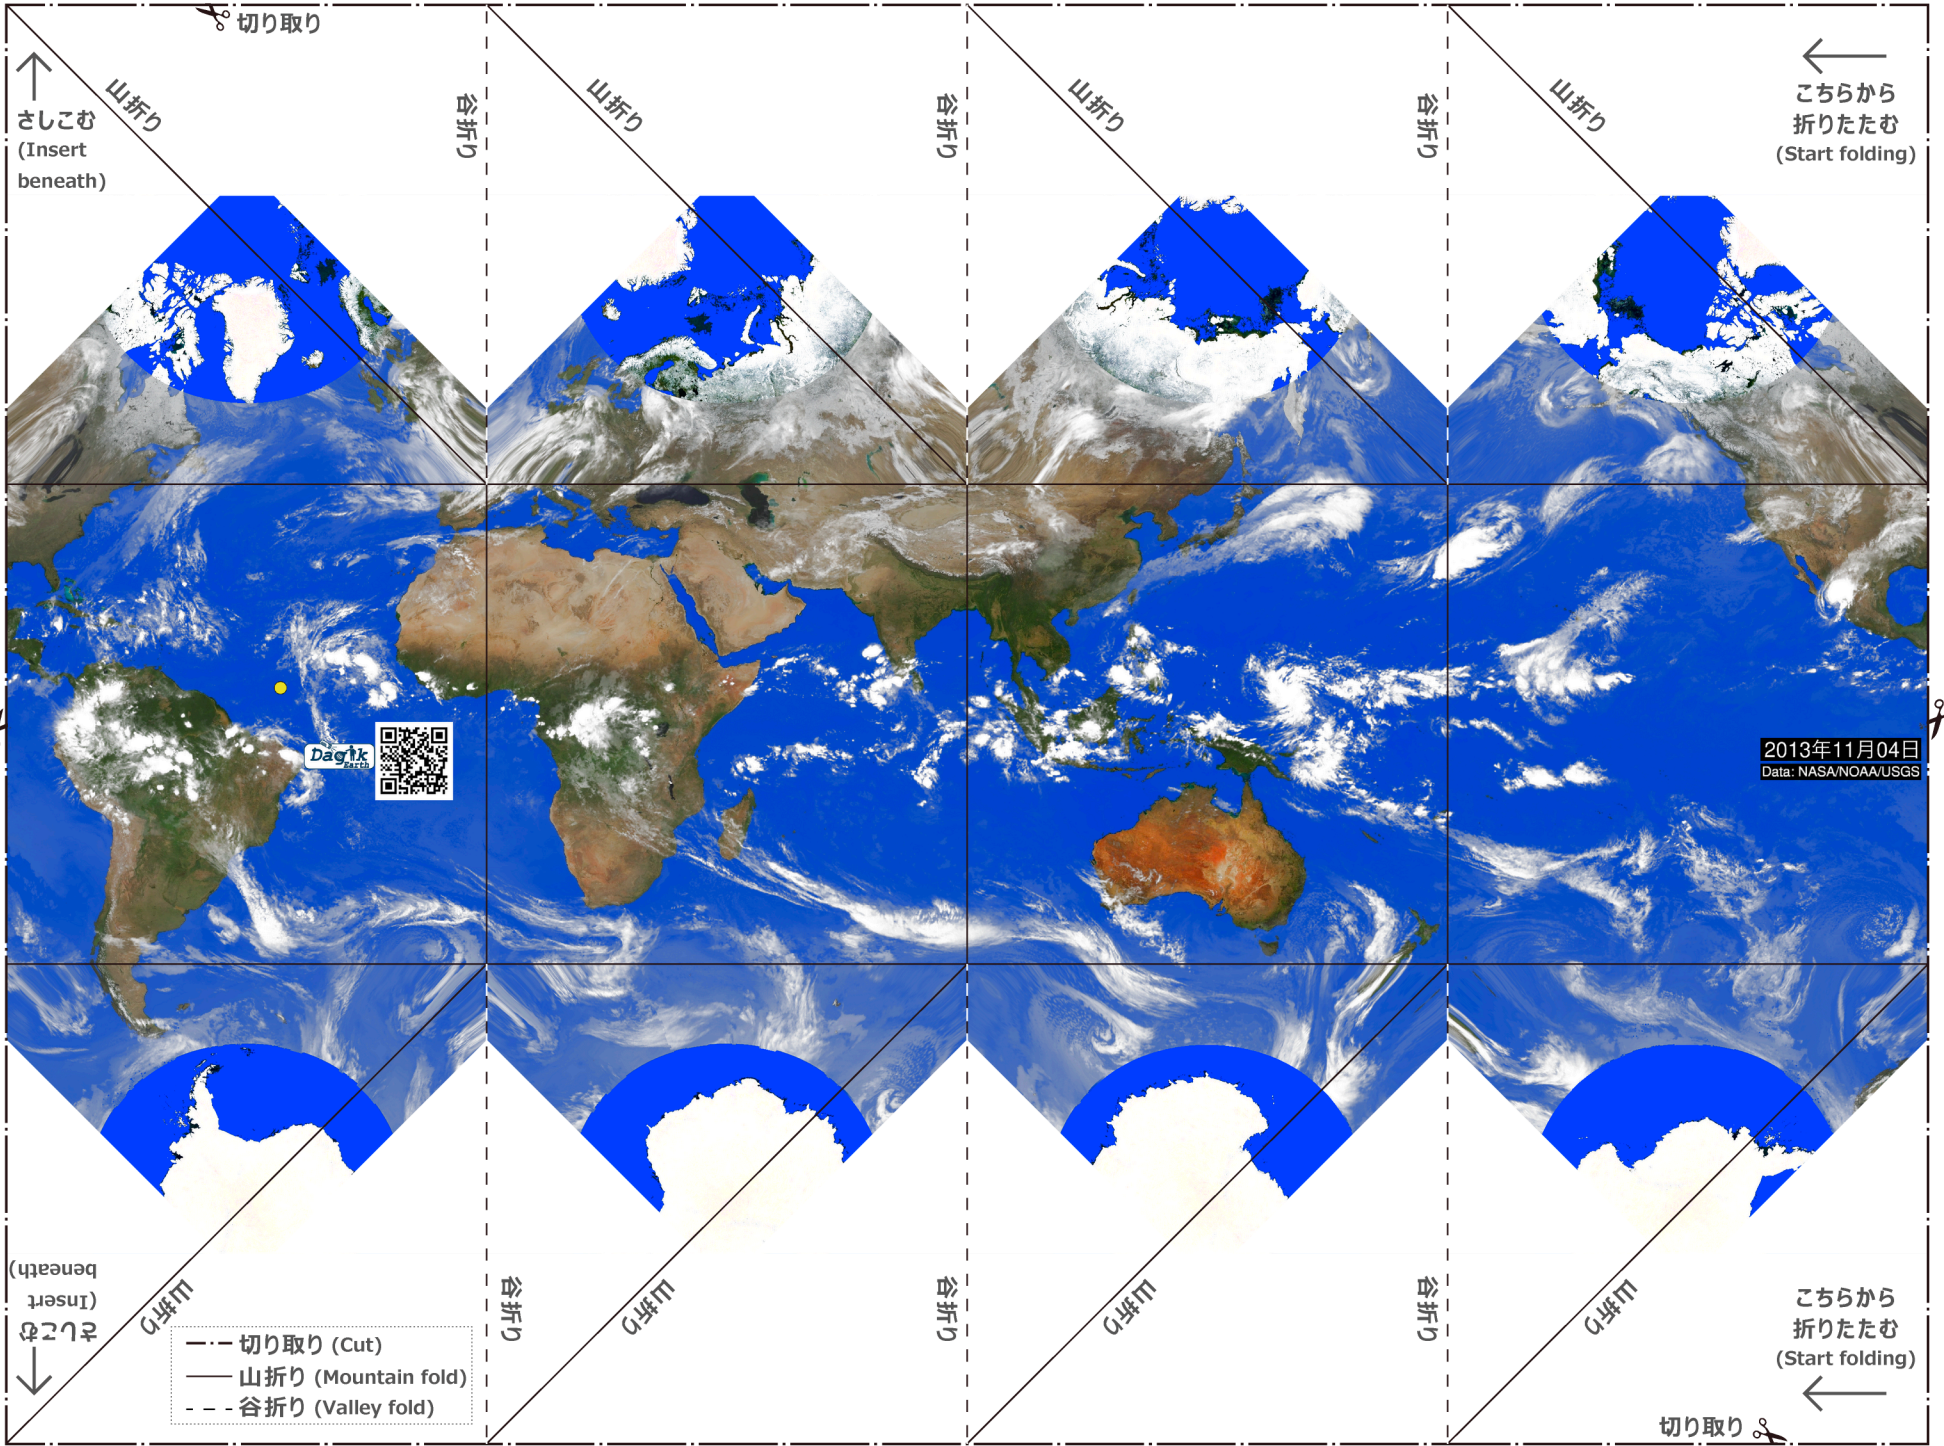 切り取り
さしこむ
(Insert
beneath)
山折り
谷折り
山折り
谷折り
山折り
谷折り
山折り
こちらから
折りたたむ
(Start folding)
Dagik
Earth
2013年11月04日
Data: NASA/NOAA/USGS
さしこむ
(Insert
beneath)
山折り
谷折り
山折り
谷折り
山折り
谷折り
山折り
こちらから
折りたたむ
(Start folding)
切り取り (Cut)
山折り (Mountain fold)
谷折り (Valley fold)
切り取り